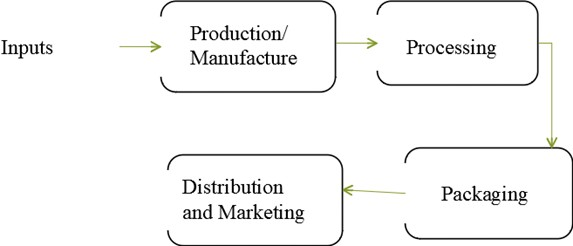 Inputs
Production/
Manufacture
Processing
Packaging
Distribution
and Marketing